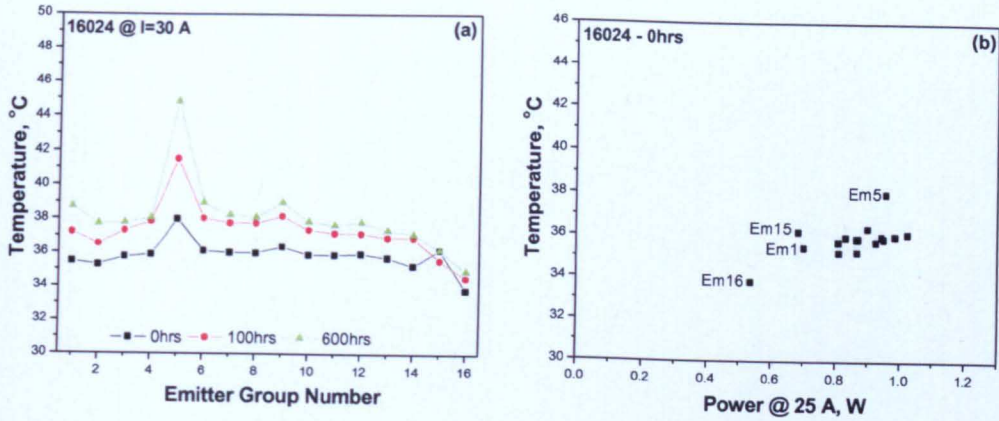 16024 @ I=30 A
(a)
50
48
46
44
42
40
38
36
34
32
30
2
4
6
8
10
12
14
16
Temperature, °C
Emitter Group Number
0hrs
100hrs
600hrs
16024 - 0hrs
(b)
46
44
42
40
38
36
34
32
30
0.0
0.2
0.4
0.6
0.8
1.0
1.2
Temperature, °C
Power @ 25 A, W
Em5
Em15
Em1
Em16